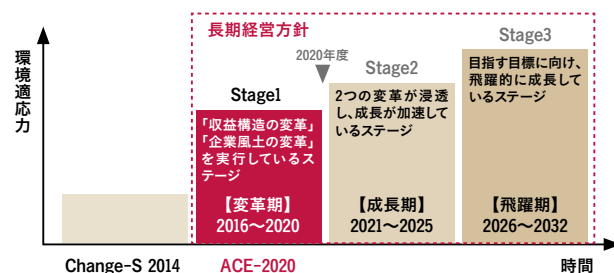 長期経営方針
2020年度
環境適応力
Stage1
「収益構造の変革」
「企業風土の変革」
を実行しているス
テージ
【変革期】
2016〜2020
Stage2
2つの変革が浸透
し、成長が加速して
いるステージ
【成長期】
2021〜2025
Stage3
目指す目標に向け、
飛躍的に成長して
いるステージ
【飛躍期】
2026〜2032
Change-S 2014
ACE-2020
時間